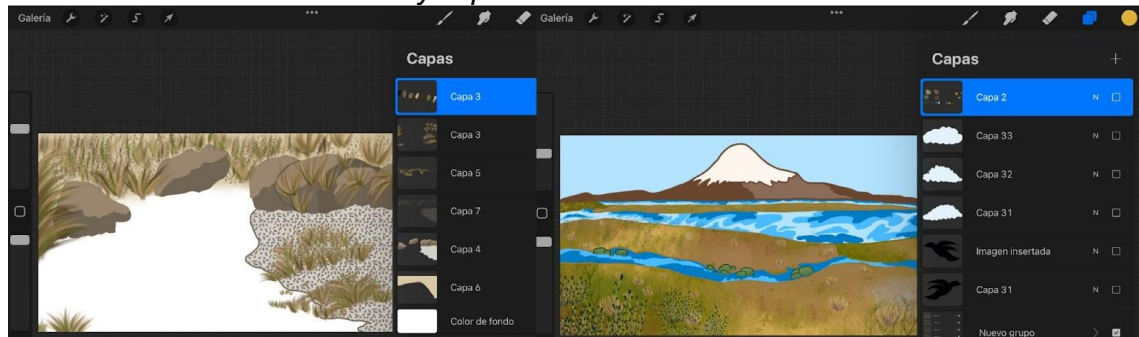 Galería
Capas
Capa 3
Capa 3
Capa 5
Capa 7
Capa 4
Capa 6
Color de fondo
Galería
Capas
Capa 2 N
Capa 33 N
Capa 32 N
Capa 31 N
Imagen insertada N
Capa 31 N
Nuevo grupo